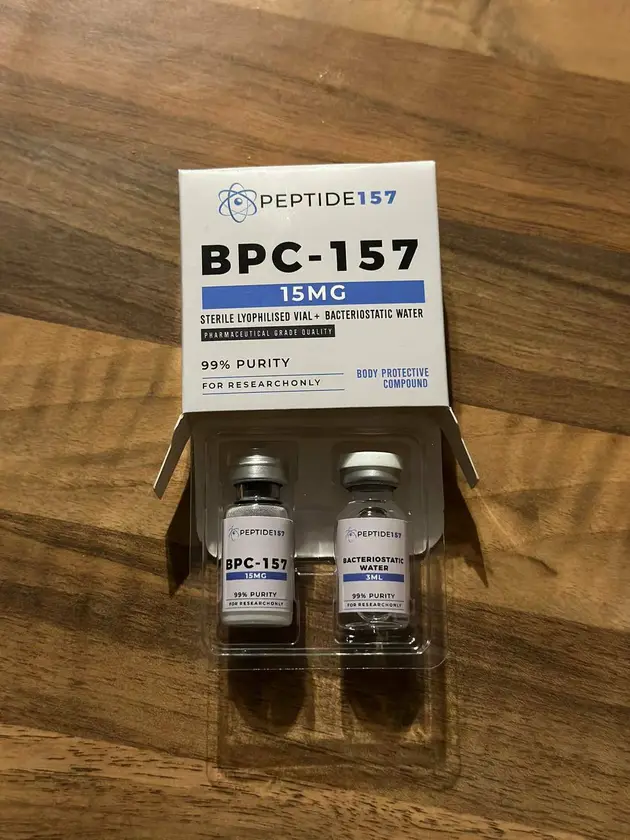 PEPTIDE157
BPC-157
15MG
STERILE LYOPHILISED VIAL + BACTERIOSTATIC WATER
PHARMACEUTICAL GRADE QUALITY
99% PURITY
FOR RESEARCHONLY
BODY PROTECTIVE
COMPOUND
PEPTIDE157
BPC-157
15MG
99% PURITY
FOR RESEARCHONLY
PEPTIDE157
BACTERIOSTATIC
WATER
3ML
99% PURITY
FOR RESEARCHONLY